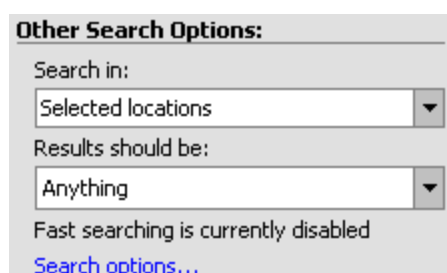 Other Search Options:
Search in:
Selected locations
Results should be:
Anything
Fast searching is currently disabled
Search options...